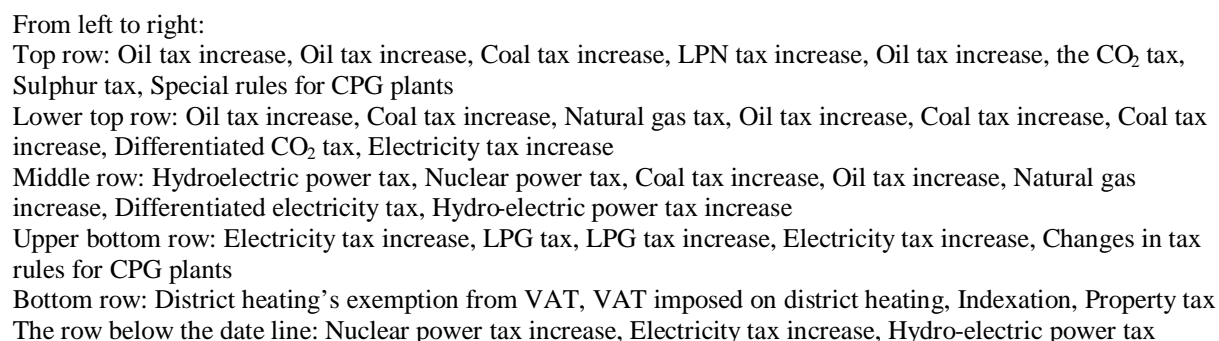 From left to right:
Top row: Oil tax increase, Oil tax increase, Coal tax increase, LPN tax increase, Oil tax increase, the CO₂ tax,
Sulphur tax, Special rules for CPG plants
Lower top row: Oil tax increase, Coal tax increase, Natural gas tax, Oil tax increase, Coal tax increase, Coal tax
increase, Differentiated CO₂ tax, Electricity tax increase
Middle row: Hydroelectric power tax, Nuclear power tax, Coal tax increase, Oil tax increase, Natural gas
increase, Differentiated electricity tax, Hydro-electric power tax increase
Upper bottom row: Electricity tax increase, LPG tax, LPG tax increase, Electricity tax increase, Changes in tax
rules for CPG plants
Bottom row: District heating’s exemption from VAT, VAT imposed on district heating, Indexation, Property tax
The row below the date line: Nuclear power tax increase, Electricity tax increase, Hydro-electric power tax